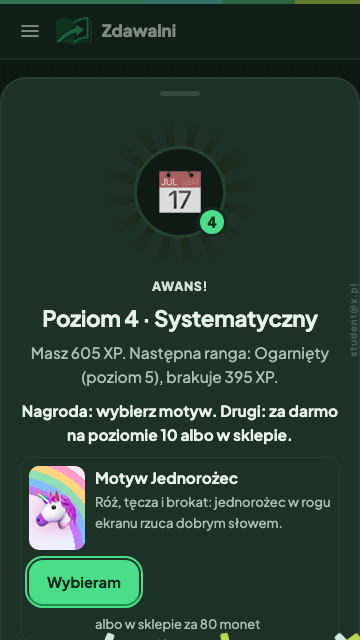 Zdawalni
JUL
17
4
AWANS!
Poziom 4 · Systematyczny
Masz 605 XP. Następna ranga: Ogarnięty
(poziom 5), brakuje 395 XP.
Nagroda: wybierz motyw. Drugi: za darmo
na poziomie 10 albo w sklepie.
Motyw Jednorożec
Róż, tęcza i brokat: jednorożec w rogu
ekranu rzuca dobrym słowem.
Wybieram
albo w sklepie za 80 monet
student@x.pl